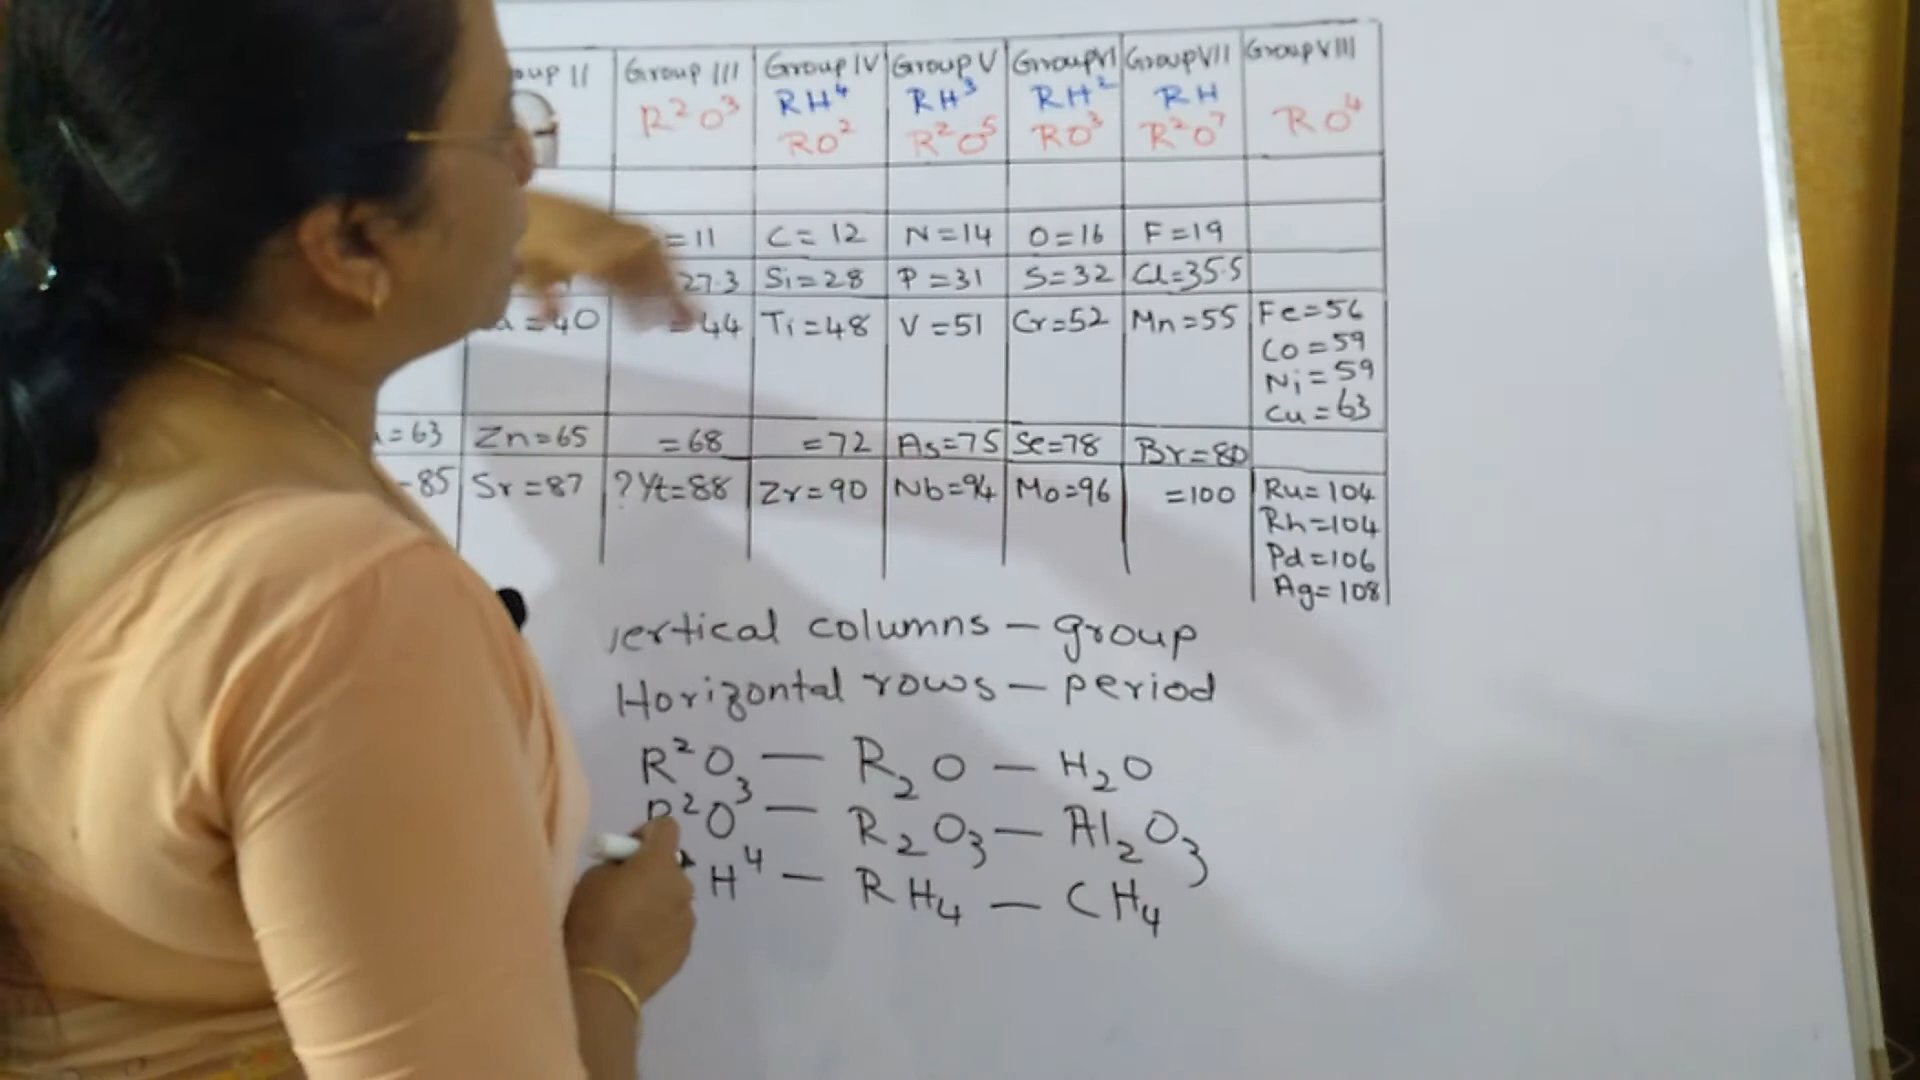 Group III Group IV Group V Group VI Group VII Group VIII
RH⁴ RH³ RH² RH
R²O³ RO² R²O⁵ RO³ R²O⁷ RO⁴
=11 C=12 N=14 O=16 F=19
27.3 Si=28 P=31 S=32 Cl=35.5
=40 =44 Ti=48 V=51 Cr=52 Mn=55 Fe=56
Co=59
Ni=59
Cu=63
=63 Zn=65 =68 =72 As=75 Se=78 Br=80
85 Sr=87 ?Yt=88 Zr=90 Nb=94 Mo=96 =100 Ru=104
Rh=104
Pd=106
Ag=108
columns – group
Horizontal rows – period
R²O – R₂O – H₂O
R²O³ – R₂O₃ – Al₂O₃
H⁴ – RH₄ – CH₄